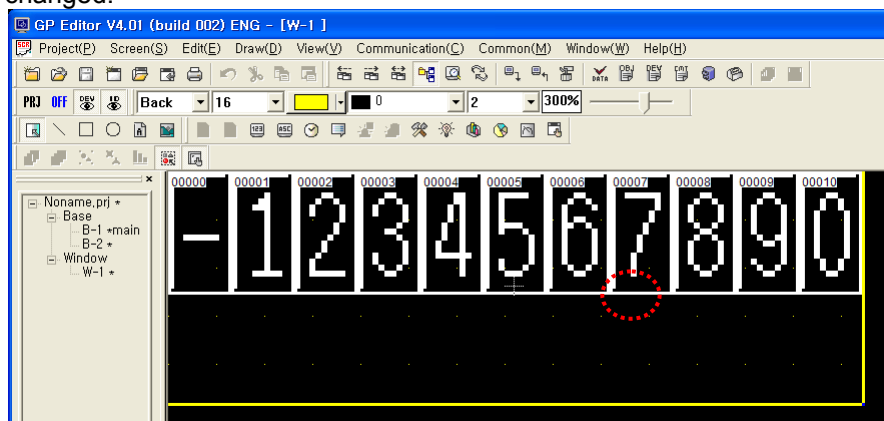 changed.
GP Editor V4.01 (build 002) ENG - [W-1 ]
Project(P) Screen(S) Edit(E) Draw(D) View(V) Communication(C) Common(M) Window(W) Help(H)
PRJ OFF DEV ID Back 16 0 2 300%
00000 00001 00002 00003 00004 00005 00006 00007 00008 00009 00010
- 1 2 3 4 5 6 7 8 9 0
Noname.prj *
Base
B-1 *main
B-2 *
Window
W-1 *